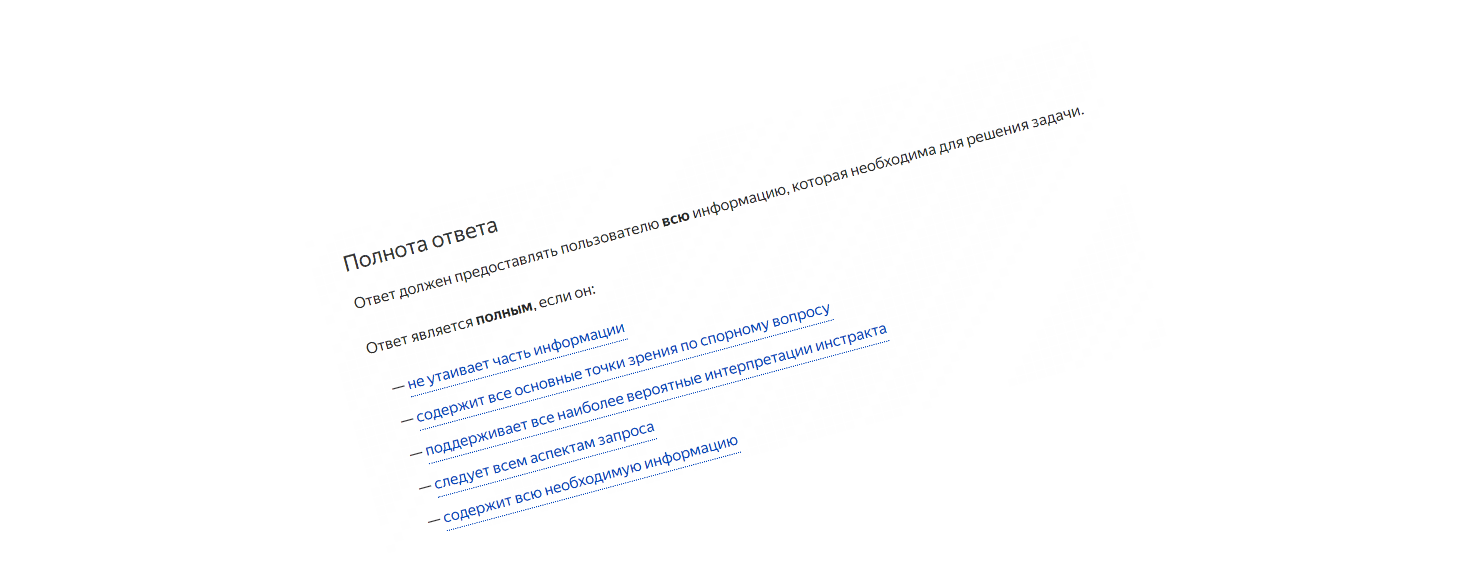 Полнота ответа
Ответ должен предоставлять пользователю всю информацию, которая необходима для решения задачи.
Ответ является полным, если он:
— не утаивает часть информации
— содержит все основные точки зрения по спорному вопросу
— поддерживает все наиболее вероятные интерпретации инстракта
— следует всем аспектам запроса
— содержит всю необходимую информацию